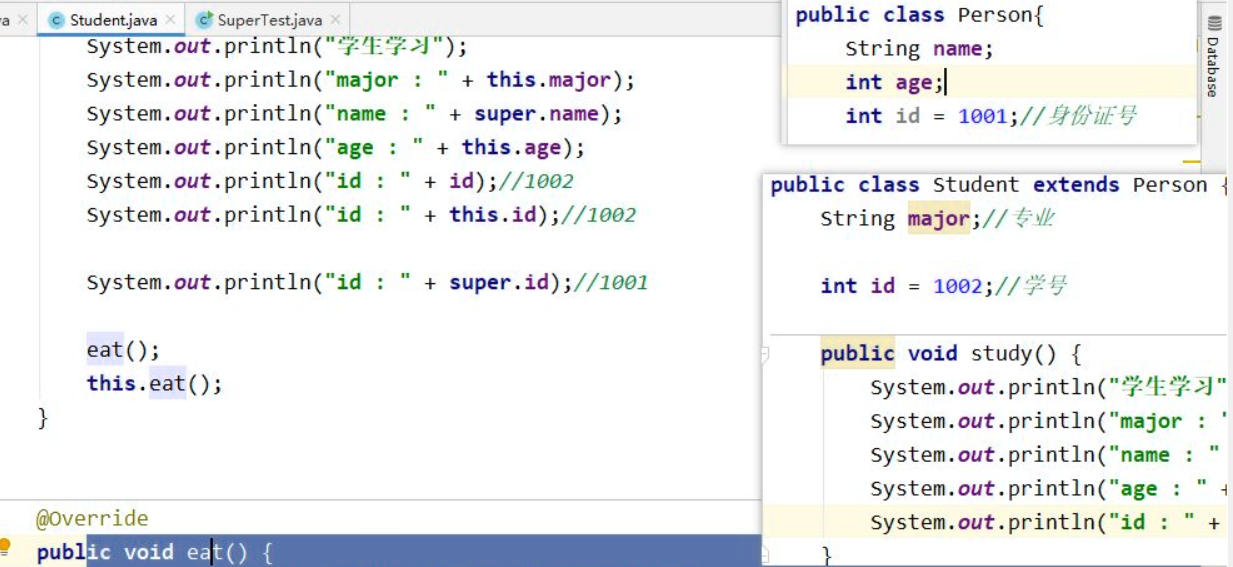 va
Student.java
SuperTest.java
System.out.println("学生学习");
System.out.println("major : " + this.major);
System.out.println("name : " + super.name);
System.out.println("age : " + this.age);
System.out.println("id : " + id);//1002
System.out.println("id : " + this.id);//1002
System.out.println("id : " + super.id);//1001
eat();
this.eat();
}
@Override
public void eat() {
public class Person{
String name;
int age;
int id = 1001;//身份证号
Database
public class Student extends Person {
String major;//专业
int id = 1002;//学号
public void study() {
System.out.println("学生学习"
System.out.println("major : "
System.out.println("name : "
System.out.println("age : " +
System.out.println("id : " +
}